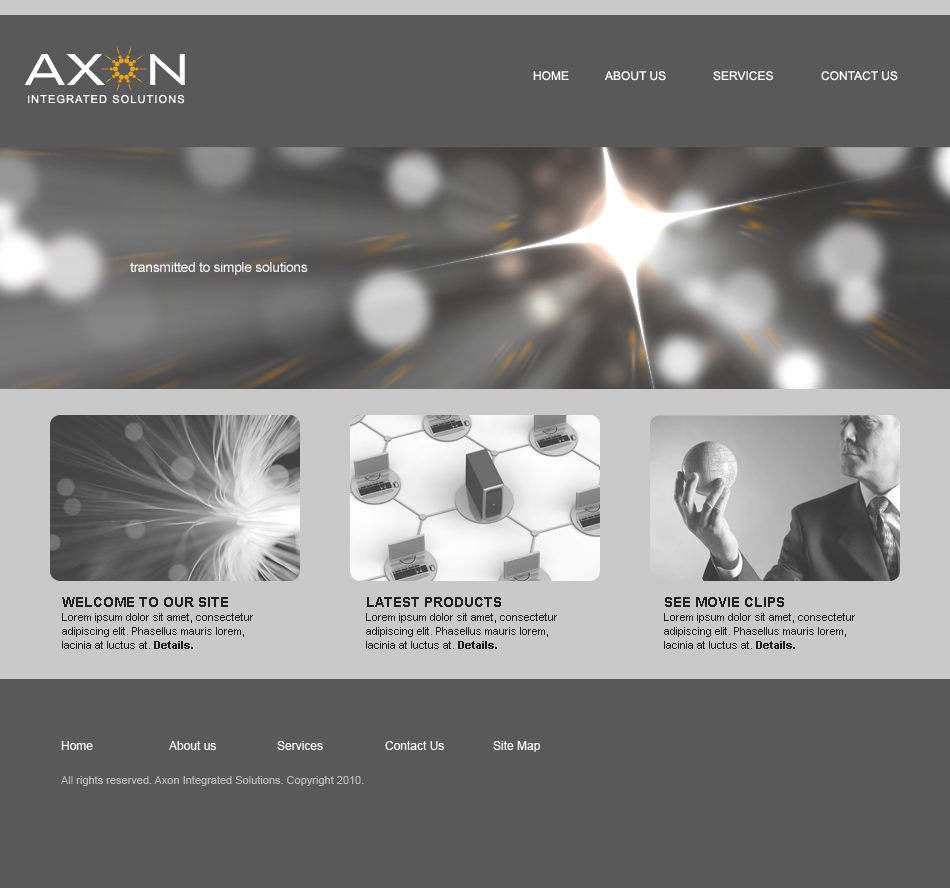 AXON
INTEGRATED SOLUTIONS
HOME ABOUT US SERVICES CONTACT US
transmitted to simple solutions
WELCOME TO OUR SITE
Lorem ipsum dolor sit amet, consectetur
adipiscing elit. Phasellus mauris lorem,
lacinia at luctus at. Details.
LATEST PRODUCTS
Lorem ipsum dolor sit amet, consectetur
adipiscing elit. Phasellus mauris lorem,
lacinia at luctus at. Details.
SEE MOVIE CLIPS
Lorem ipsum dolor sit amet, consectetur
adipiscing elit. Phasellus mauris lorem,
lacinia at luctus at. Details.
Home About us Services Contact Us Site Map
All rights reserved. Axon Integrated Solutions. Copyright 2010.